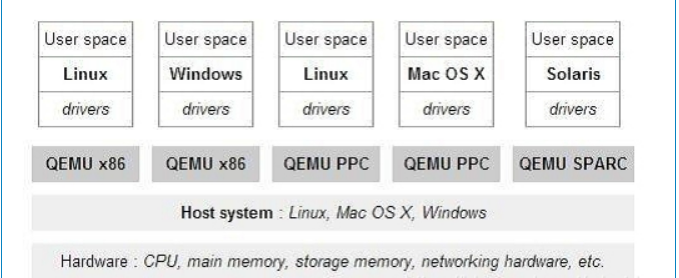 User space User space User space User space User space
Linux Windows Linux Mac OS X Solaris
drivers drivers drivers drivers drivers
QEMU x86 QEMU x86 QEMU PPC QEMU PPC QEMU SPARC
Host system : Linux, Mac OS X, Windows
Hardware : CPU, main memory, storage memory, networking hardware, etc.